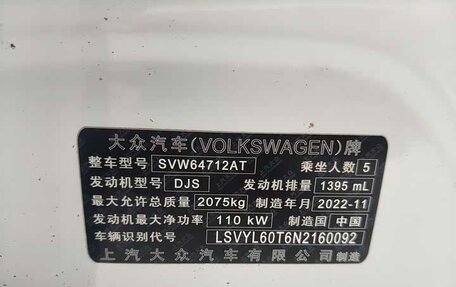 大众汽车(VOLKSWAGEN)牌
整车型号 SVW64712AT 乘坐人数 5
发动机型号 DJS 发动机排量 1395 mL
最大允许总质量 2075kg 制造年月 2022-11
发动机最大净功率 110 kW 制造国 中国
车辆识别代号 LSVYL60T6N2160092
上汽大众汽车有限公司制造